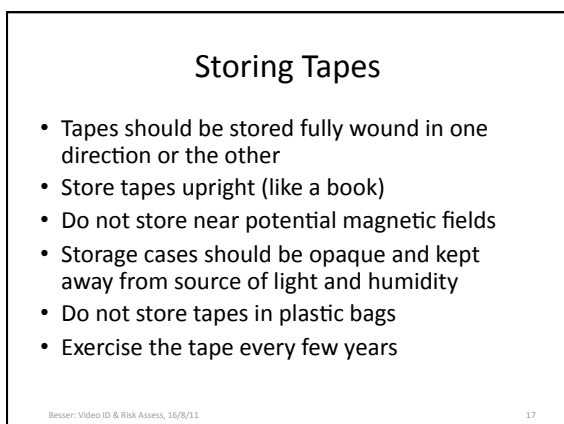 Storing Tapes
• Tapes should be stored fully wound in one
direction or the other
• Store tapes upright (like a book)
• Do not store near potential magnetic fields
• Storage cases should be opaque and kept
away from source of light and humidity
• Do not store tapes in plastic bags
• Exercise the tape every few years
Besser: Video ID & Risk Assess, 16/8/11
17